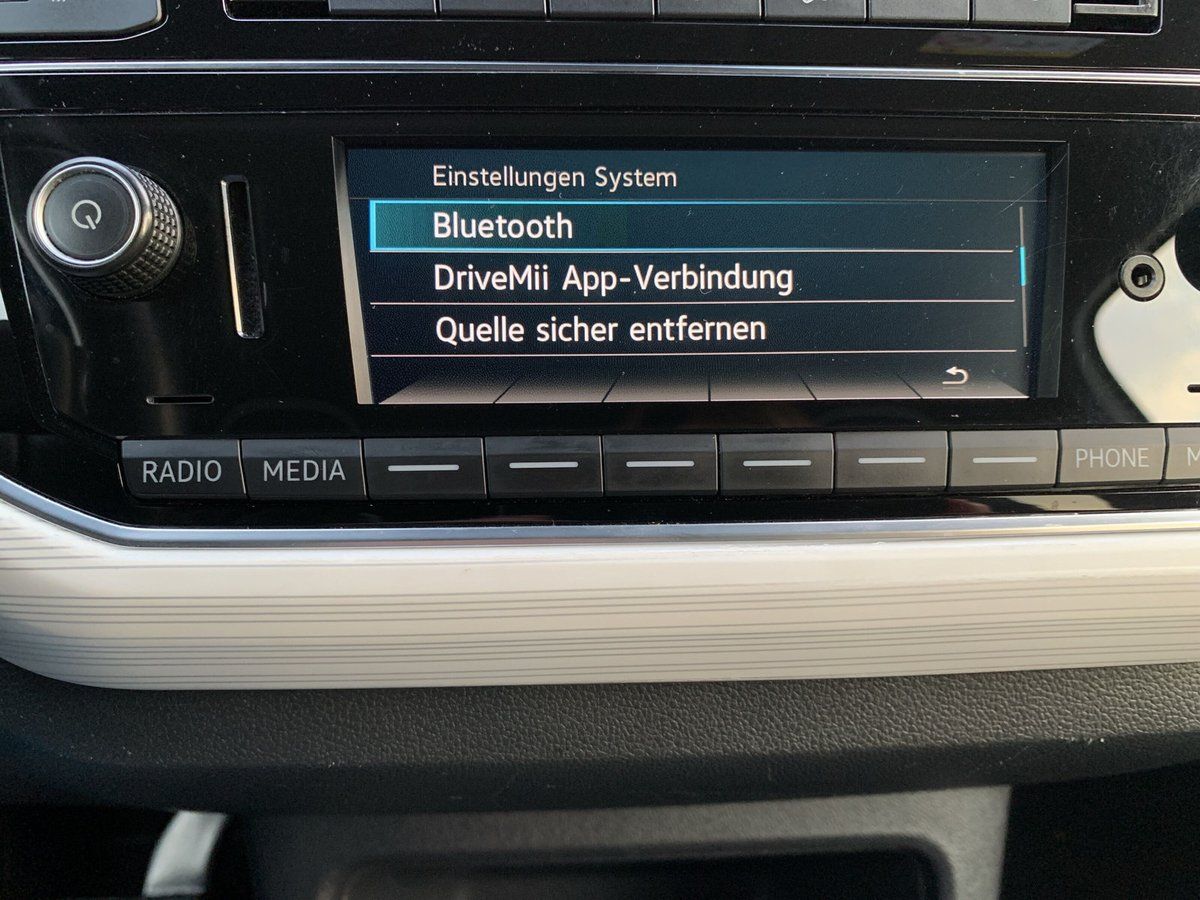 Einstellungen System
Bluetooth
DriveMii App-Verbindung
Quelle sicher entfernen
RADIO
MEDIA
PHONE